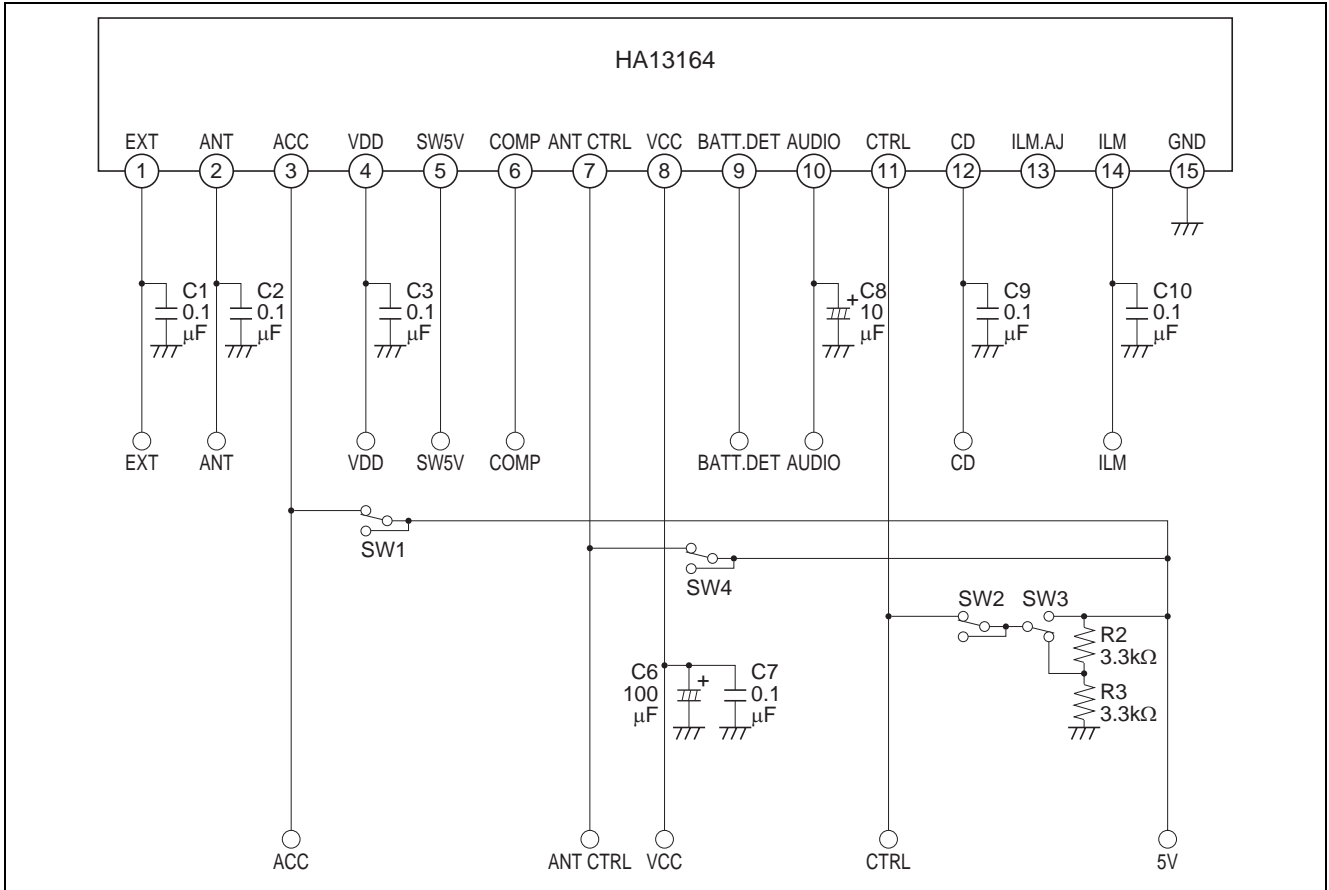 HA13164
EXT ANT ACC VDD SW5V COMP ANT CTRL VCC BATT.DET AUDIO CTRL CD ILM.AJ ILM GND
1 2 3 4 5 6 7 8 9 10 11 12 13 14 15
C1
0.1
µF
C2
0.1
µF
C3
0.1
µF
+
C8
10
µF
C9
0.1
µF
C10
0.1
µF
EXT ANT VDD SW5V COMP BATT.DET AUDIO CD ILM
SW1
SW4
SW2 SW3
R2
3.3kΩ
R3
3.3kΩ
C6
100
µF
+
C7
0.1
µF
ACC ANT CTRL VCC CTRL 5V